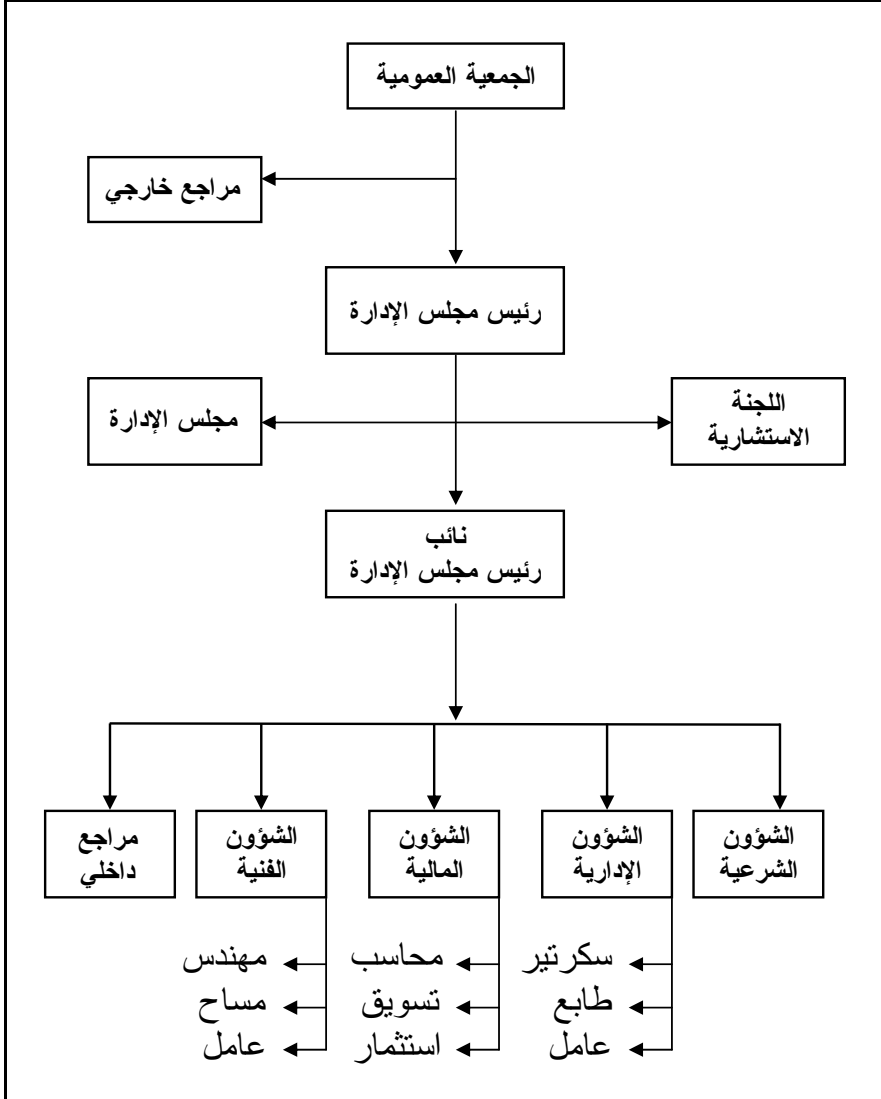 الجمعية العمومية
مراجع خارجي
رئيس مجلس الإدارة
اللجنة
الاستشارية
مجلس الإدارة
نائب
رئيس مجلس الإدارة
الشؤون
الشرعية
الشؤون
الإدارية
الشؤون
المالية
الشؤون
الفنية
مراجع
داخلي
سكرتير
طابع
عامل
محاسب
تسويق
استثمار
مهندس
مساح
عامل